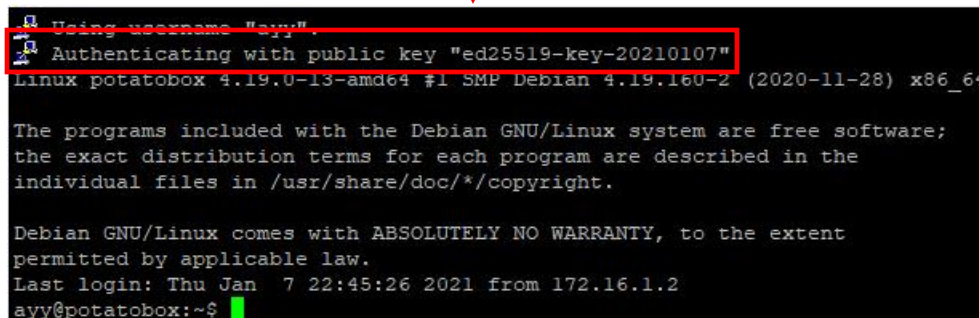 Using username "ayy".
Authenticating with public key "ed25519-key-20210107"
Linux potatobox 4.19.0-13-amd64 #1 SMP Debian 4.19.160-2 (2020-11-28) x86_64
The programs included with the Debian GNU/Linux system are free software;
the exact distribution terms for each program are described in the
individual files in /usr/share/doc/*/copyright.
Debian GNU/Linux comes with ABSOLUTELY NO WARRANTY, to the extent
permitted by applicable law.
Last login: Thu Jan  7 22:45:26 2021 from 172.16.1.2
ayy@potatobox:~$